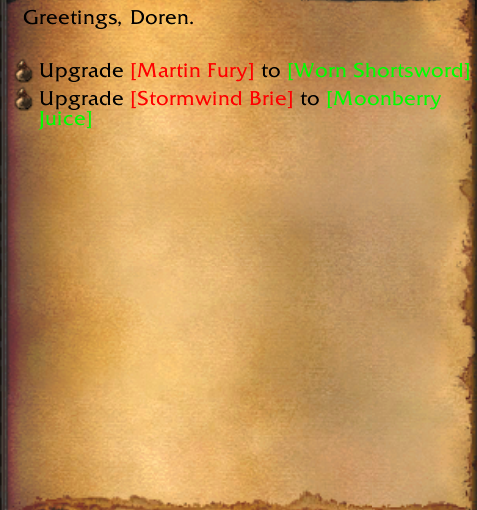 Greetings, Doren.
Upgrade [Martin Fury] to [Worn Shortsword]
Upgrade [Stormwind Brie] to [Moonberry
Juice]